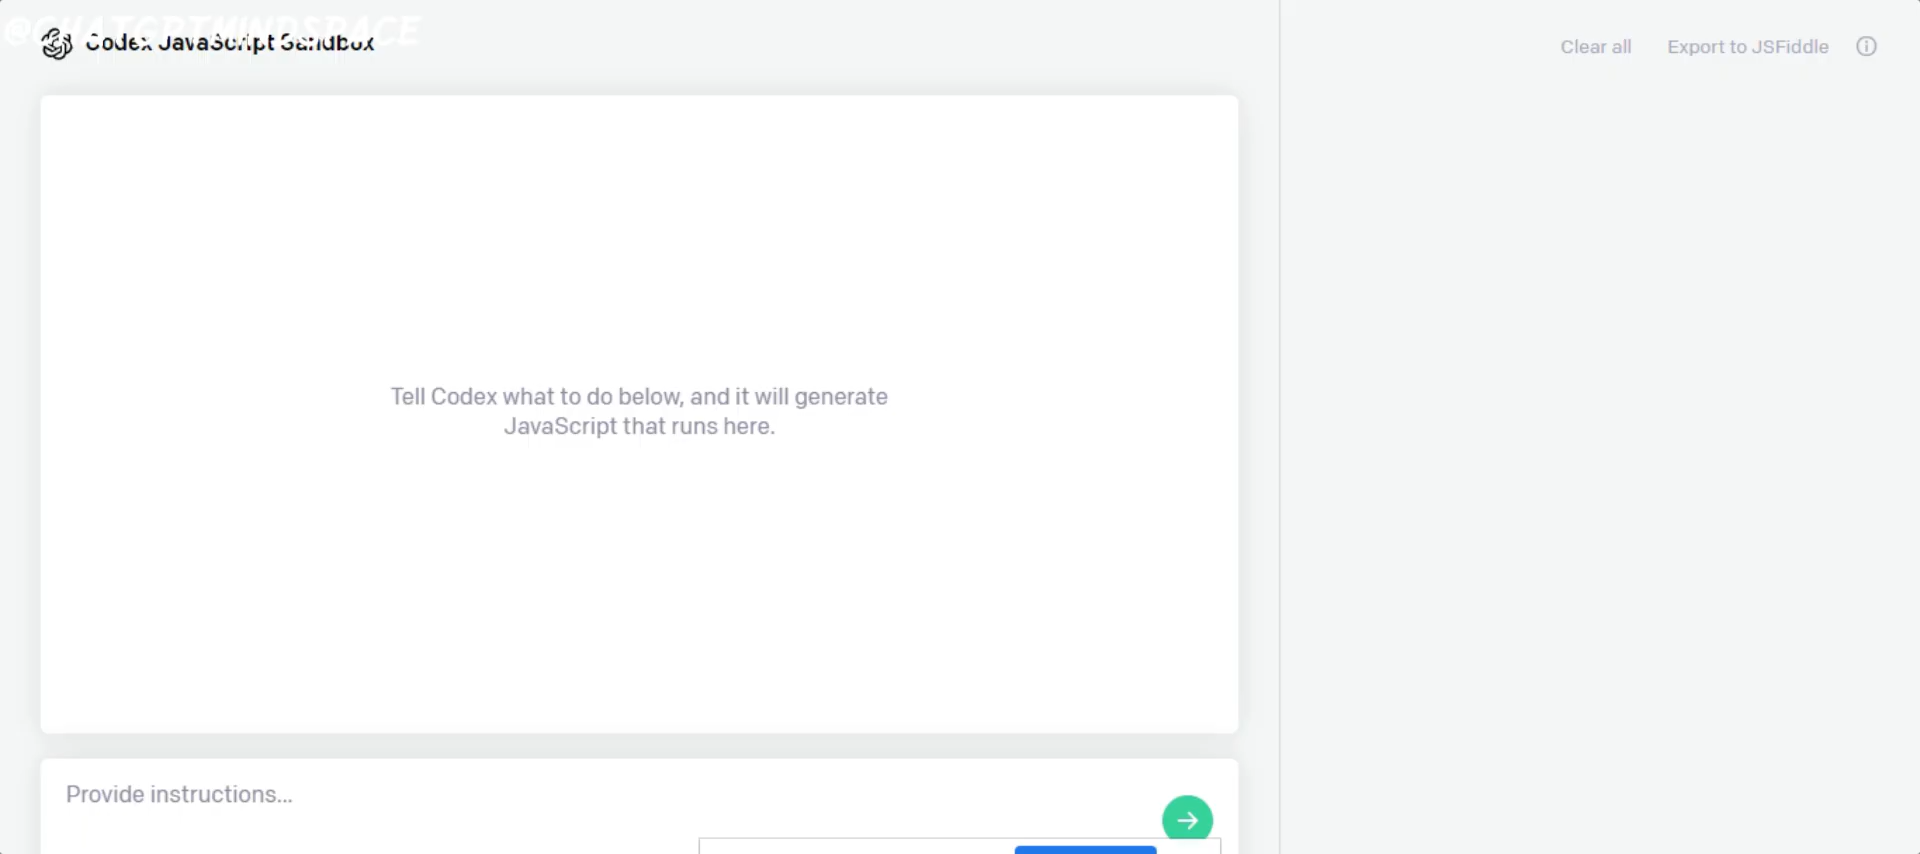 @CHATGPTMINDSPACE
Codex JavaScript Sandbox
Clear all
Export to JSFiddle
Tell Codex what to do below, and it will generate
JavaScript that runs here.
Provide instructions...